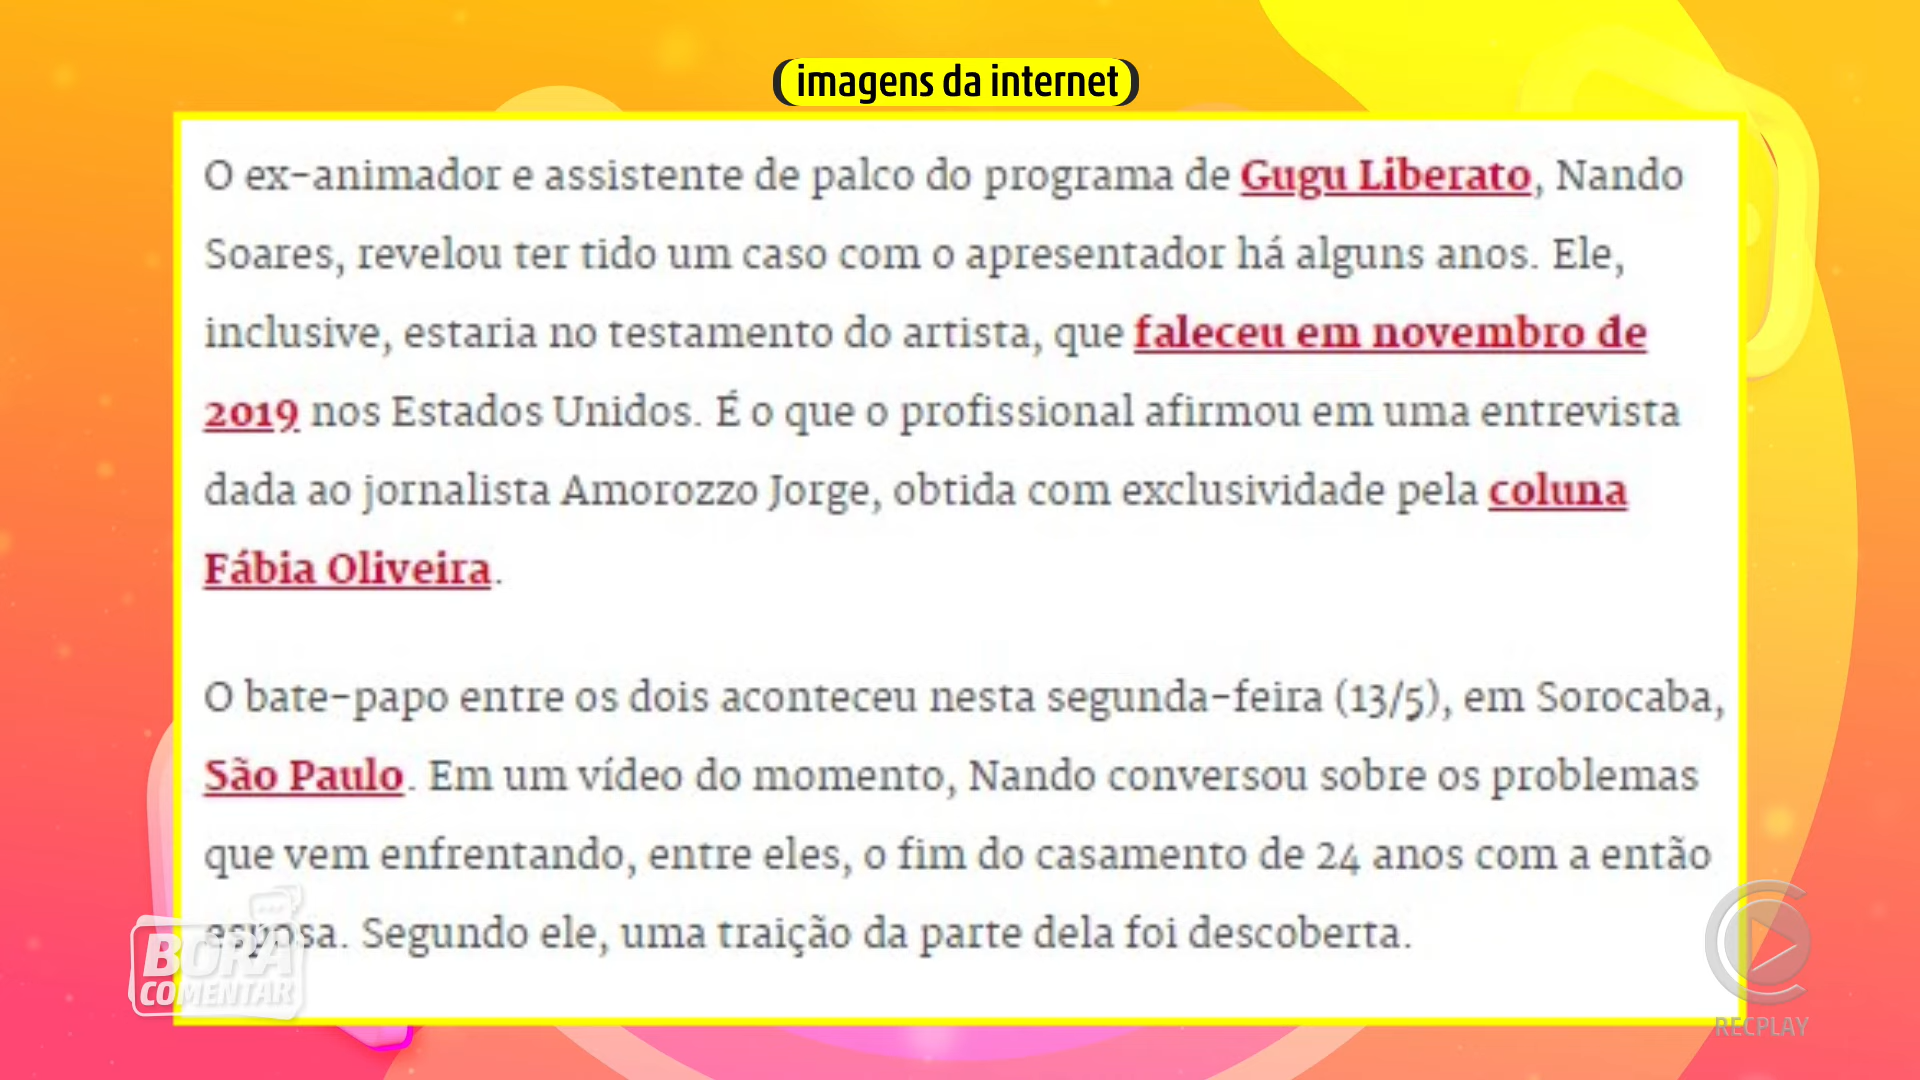 (imagens da internet)
O ex-animador e assistente de palco do programa de Gugu Liberato, Nando
Soares, revelou ter tido um caso com o apresentador há alguns anos. Ele,
inclusive, estaria no testamento do artista, que faleceu em novembro de
2019 nos Estados Unidos. É o que o profissional afirmou em uma entrevista
dada ao jornalista Amorozzo Jorge, obtida com exclusividade pela coluna
Fábia Oliveira.
O bate-papo entre os dois aconteceu nesta segunda-feira (13/5), em Sorocaba,
São Paulo. Em um vídeo do momento, Nando conversou sobre os problemas
que vem enfrentando, entre eles, o fim do casamento de 24 anos com a então
esposa. Segundo ele, uma traição da parte dela foi descoberta.
BORA
COMENTAR
RECPLAY